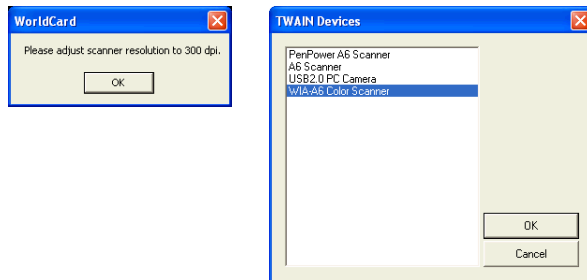 WorldCard
Please adjust scanner resolution to 300 dpi.
OK
TWAIN Devices
PenPower A6 Scanner
A6 Scanner
USB2.0 PC Camera
WIA-A6 Color Scanner
OK
Cancel